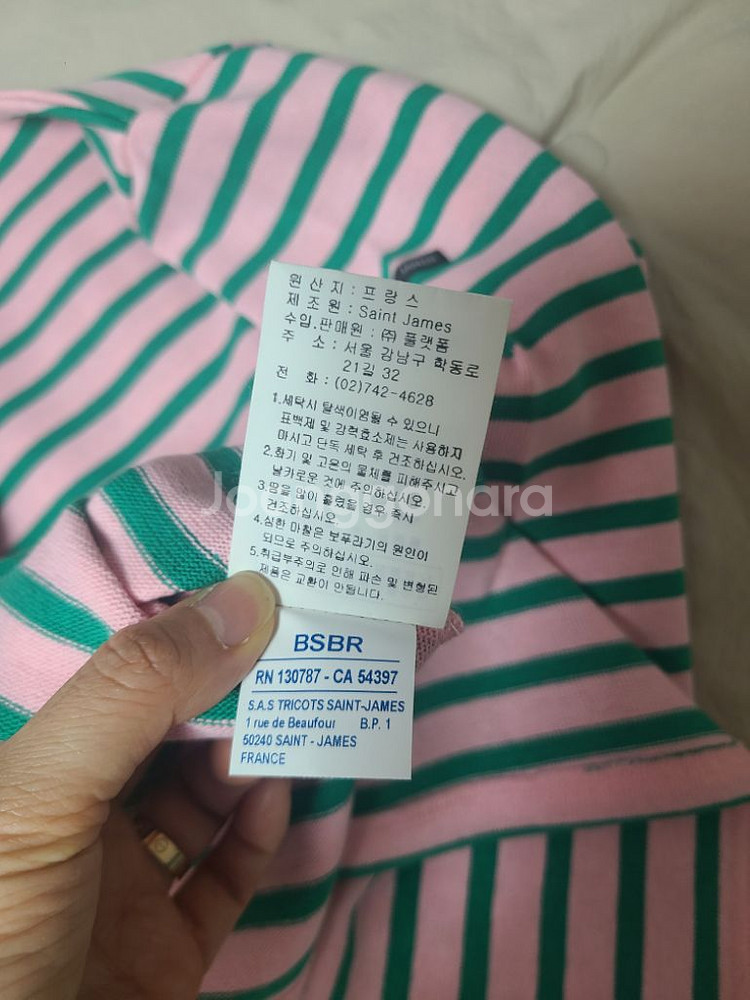 원 산 지 : 프 랑 스
제 조 원 : Saint James
수입.판매원 : ㈜ 플랫폼
주 소 : 서울 강남구 학동로
21길 32
전 화 : (02)742-4628
1.세탁시 탈색이염될 수 있으니
표백제 및 강력효소제는 사용하지
마시고 단독 세탁 후 건조하십시오.
2.화기 및 고온의 물체를 피해주시고
날카로운 것에 주의하십시오
3.땀을 많이 흘렸을 경우 즉시
건조하십시오
4.심한 마찰은 보푸라기의 원인이
되므로 주의하십시오.
5.취급부주의로 인해 파손 및 변형된
제품은 교환이 안됩니다.
Joonggonara
BSBR
RN 130787 - CA 54397
S.A.S TRICOTS SAINT-JAMES
1 rue de Beaufour B.P. 1
50240 SAINT - JAMES
FRANCE